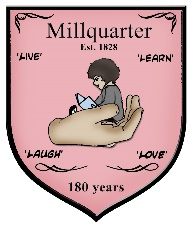 Millquarter
Est. 1828
'LIVE' 'LEARN'
'LAUGH' 'LOVE'
180 years